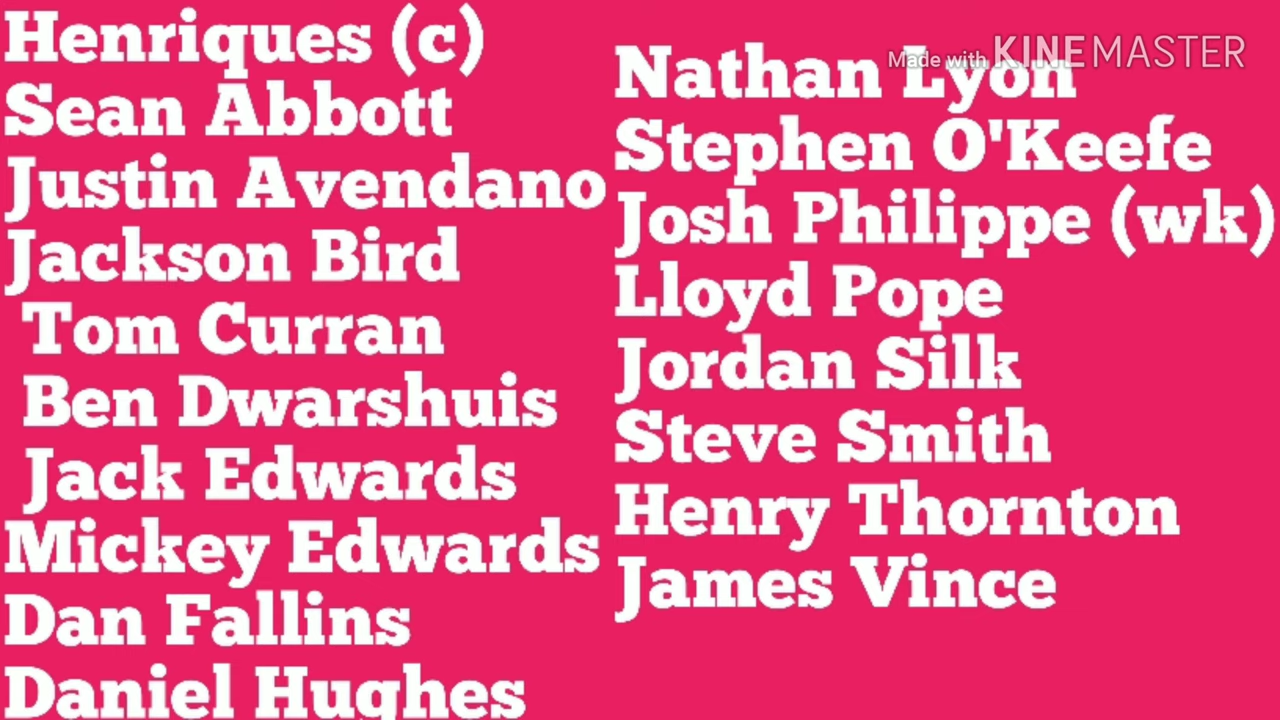 Henriques (c)
Sean Abbott
Justin Avendano
Jackson Bird
Tom Curran
Ben Dwarshuis
Jack Edwards
Mickey Edwards
Dan Fallins
Daniel Hughes
Made with KINEMASTER
Nathan Lyon
Stephen O'Keefe
Josh Philippe (wk)
Lloyd Pope
Jordan Silk
Steve Smith
Henry Thornton
James Vince